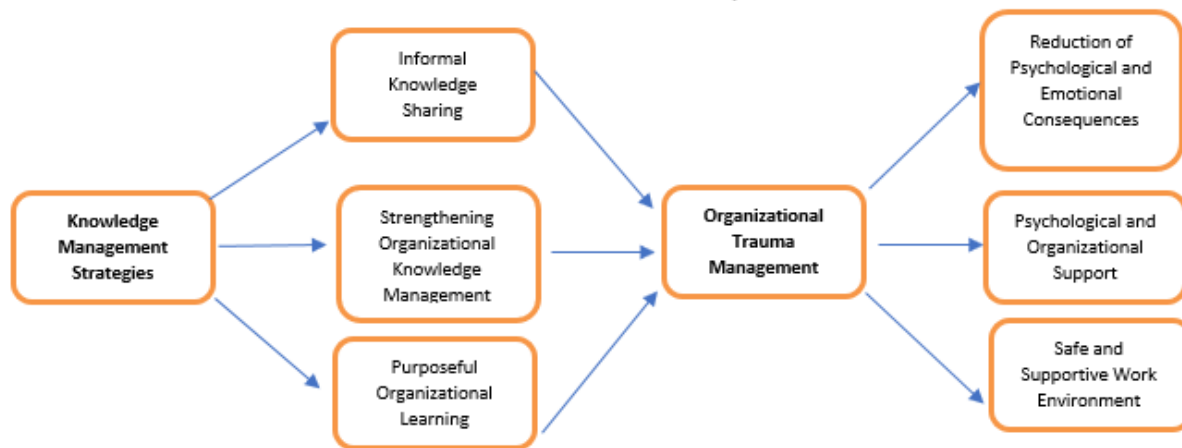 Informal
Knowledge
Sharing
Reduction of
Psychological and
Emotional
Consequences
Knowledge
Management
Strategies
Strengthening
Organizational
Knowledge
Management
Organizational
Trauma
Management
Psychological and
Organizational
Support
Purposeful
Organizational
Learning
Safe and
Supportive Work
Environment